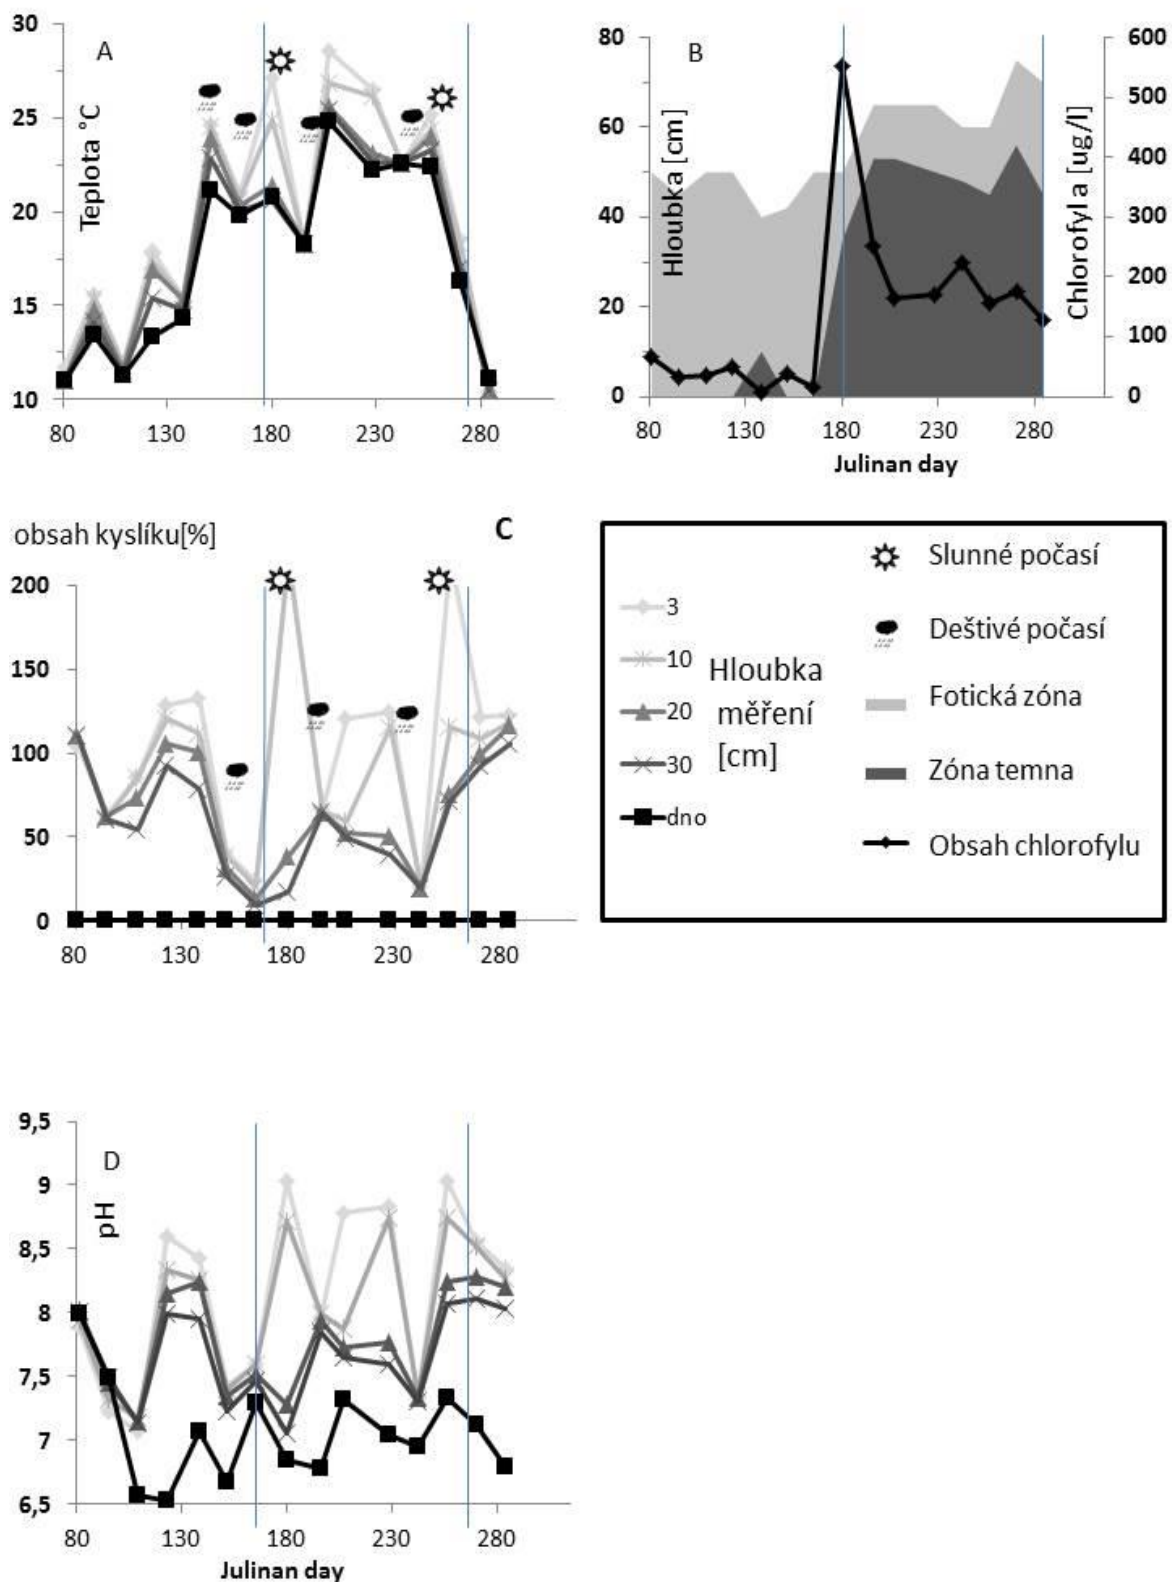 A
Teplota °C
30
25
20
15
10
80 130 180 230 280
B
Hloubka [cm]
80
60
40
20
0
Chlorofyl a [ug/l]
600
500
400
300
200
100
0
80 130 180 230 280
Julinan day
obsah kyslíku[%]
C
200
150
100
50
0
80 130 180 230 280
3
10
20
30
dno
Hloubka
měření
[cm]
Slunné počasí
Deštivé počasí
Fotická zóna
Zóna temna
Obsah chlorofylu
D
pH
9,5
9
8,5
8
7,5
7
6,5
80 130 180 230 280
Julinan day